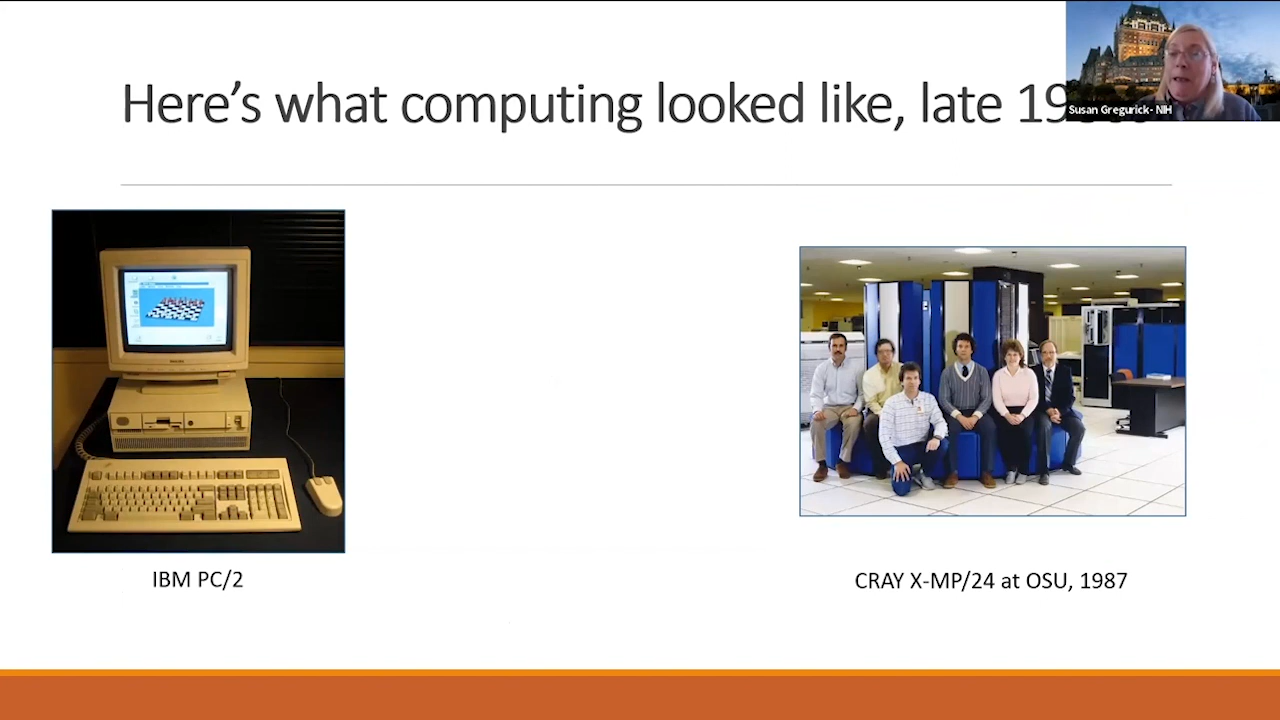 Here's what computing looked like, late 19
Susan Gregurick- NIH
IBM PC/2
CRAY X-MP/24 at OSU, 1987